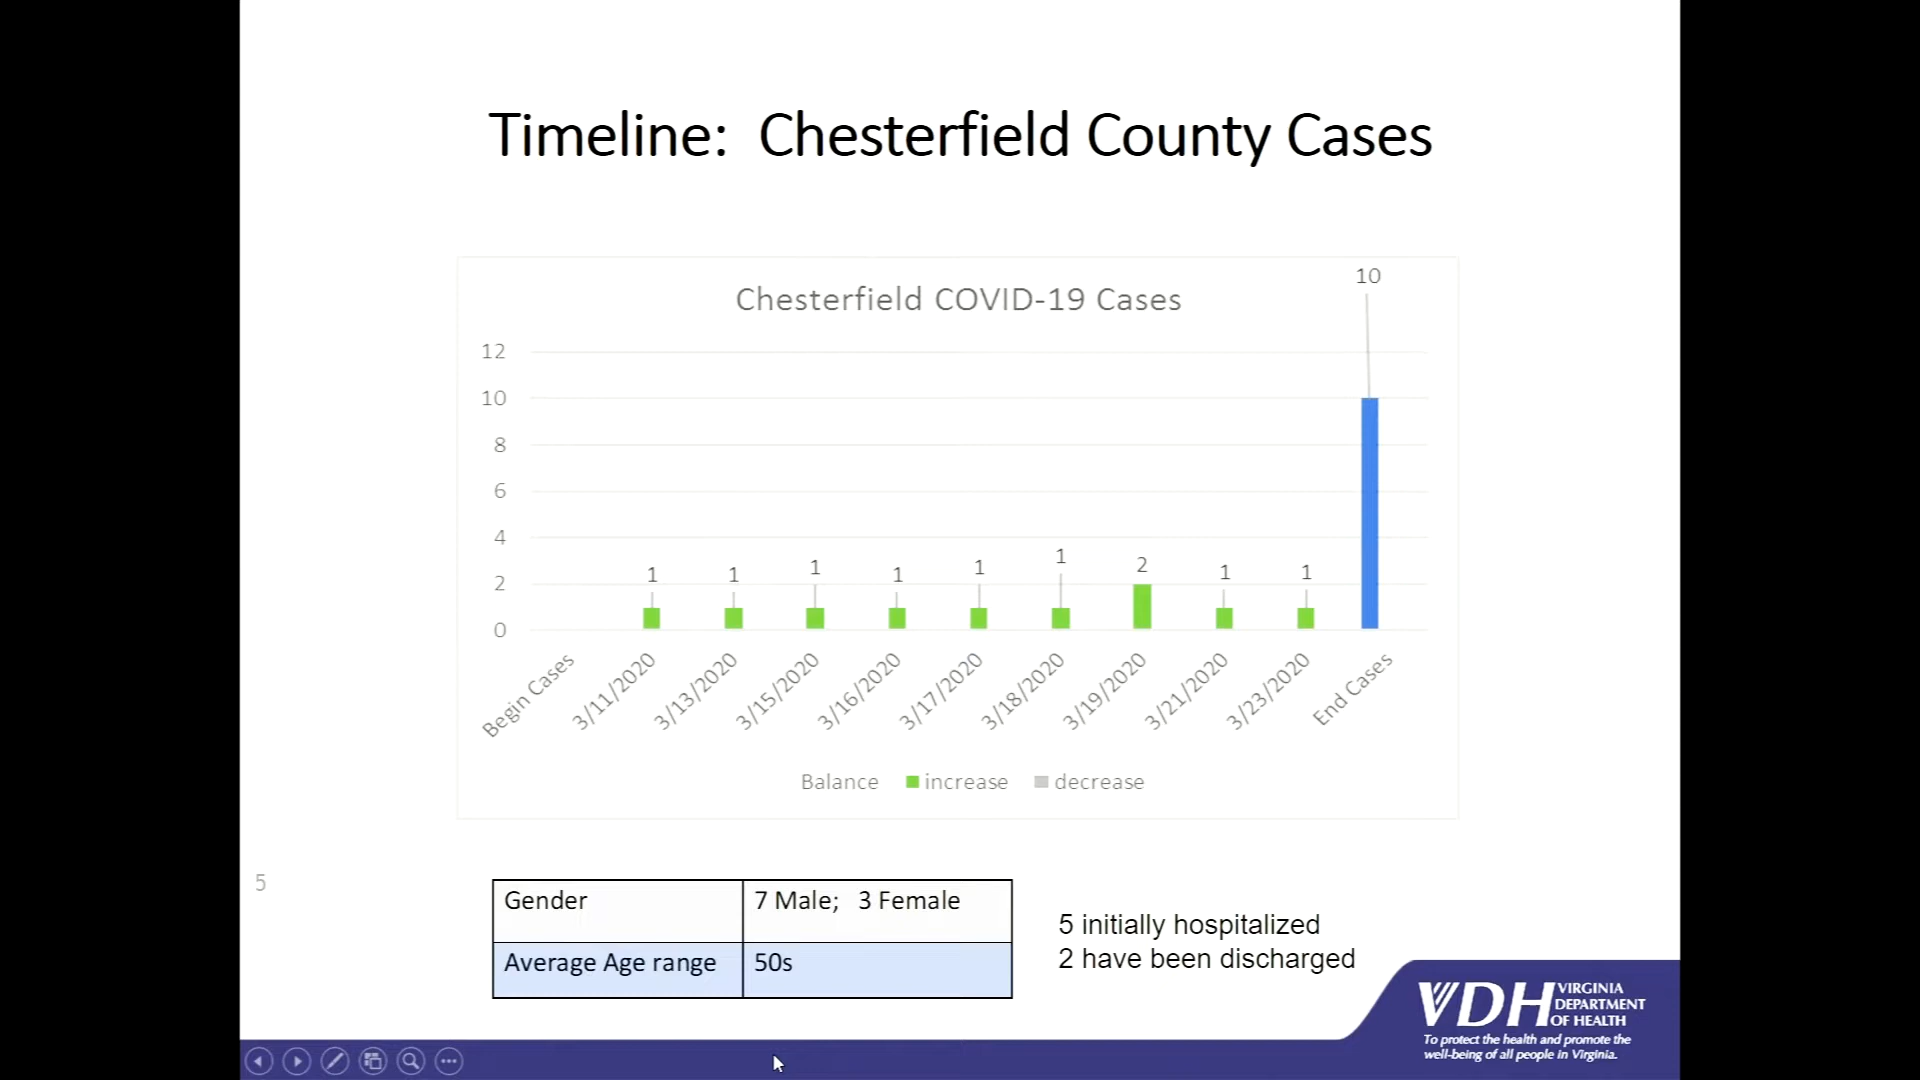 Timeline:  Chesterfield County Cases
10
Chesterfield COVID-19 Cases
12
10
8
6
4
2
0
1 1 1 1 1 1 2 1 1
Begin Cases 3/11/2020 3/13/2020 3/15/2020 3/16/2020 3/17/2020 3/18/2020 3/19/2020 3/21/2020 3/23/2020 End Cases
Balance increase decrease
5
Gender 7 Male;   3 Female
Average Age range 50s
5 initially hospitalized
2 have been discharged
VDH VIRGINIA
DEPARTMENT
OF HEALTH
To protect the health and promote the
well-being of all people in Virginia.